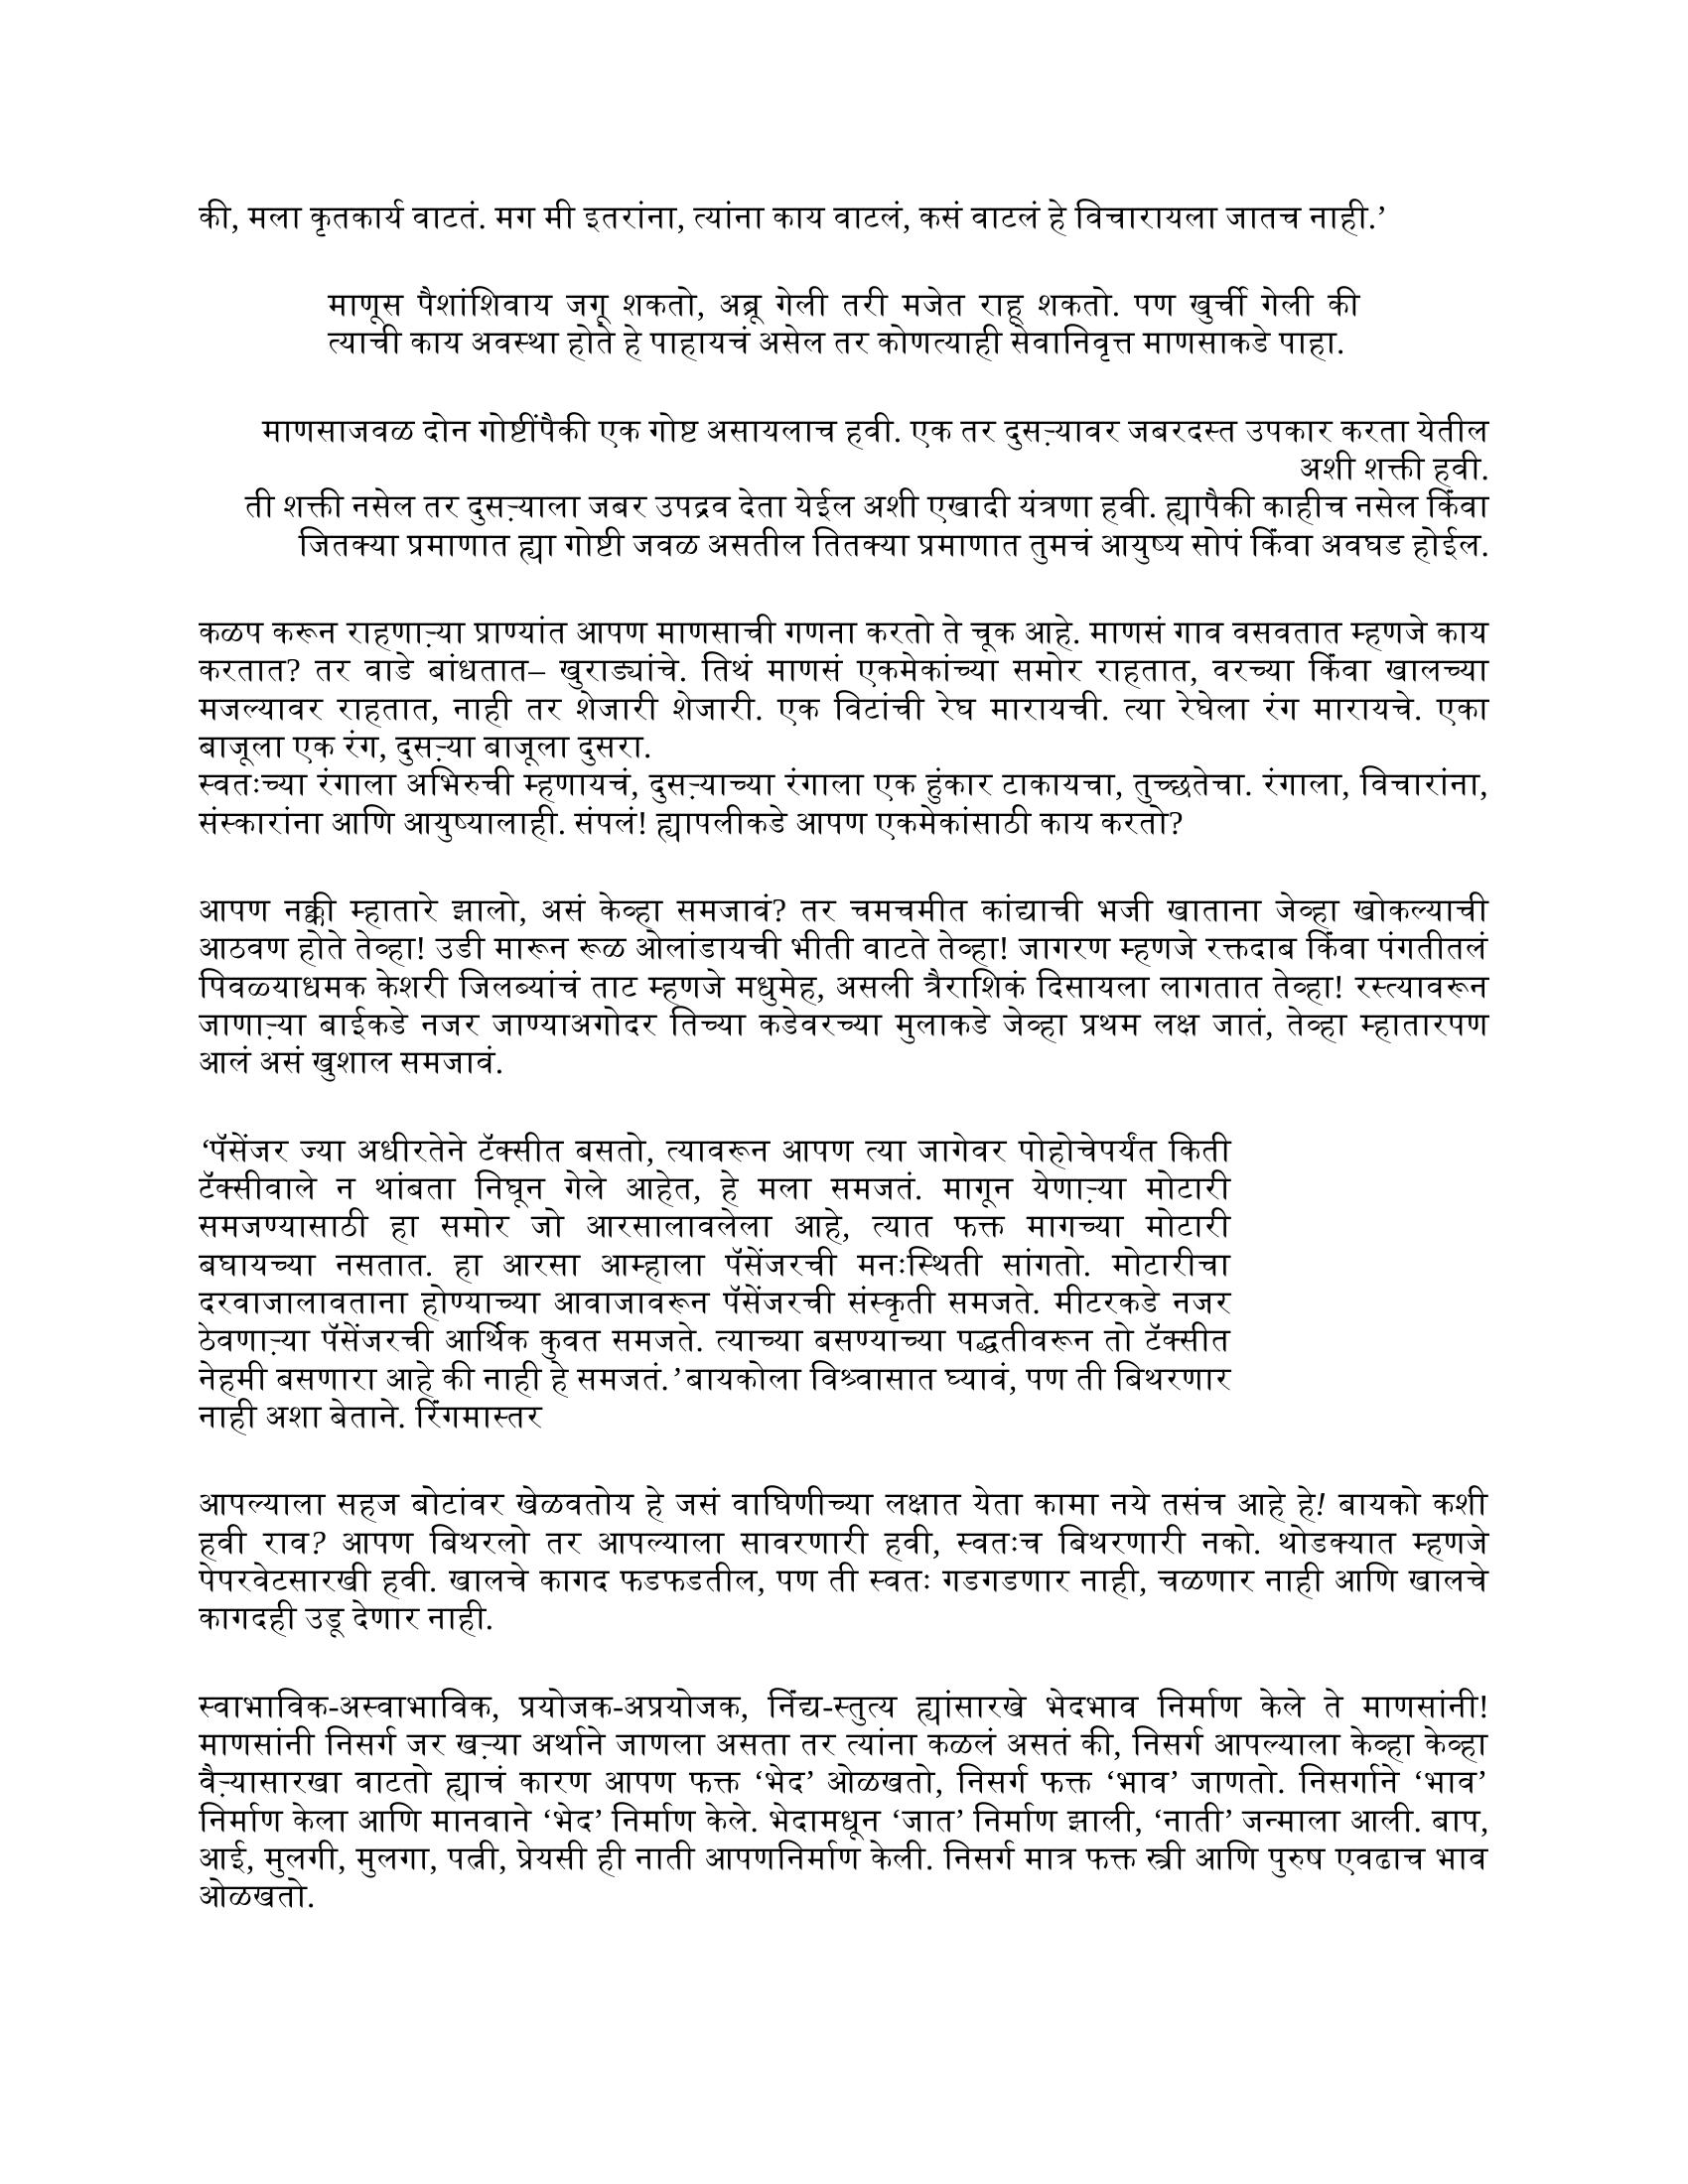 की, मला कृतकार्य वाटतं. मग मी इतरांना, त्यांना काय वाटलं, कसं वाटलं हे विचारायला जातच नाही.’
माणूस पैशांशिवाय जगू शकतो, अब्रू गेली तरी मजेत राहू शकतो. पण खुर्ची गेली की
त्याची काय अवस्था होते हे पाहायचं असेल तर कोणत्याही सेवानिवृत्त माणसाकडे पाहा.
माणसाजवळ दोन गोष्टींपैकी एक गोष्ट असायलाच हवी. एक तर दुसऱ्यावर जबरदस्त उपकार करता येतील
अशी शक्ती हवी.
ती शक्ती नसेल तर दुसऱ्याला जबर उपद्रव देता येईल अशी एखादी यंत्रणा हवी. ह्यापैकी काहीच नसेल किंवा
जितक्या प्रमाणात ह्या गोष्टी जवळ असतील तितक्या प्रमाणात तुमचं आयुष्य सोपं किंवा अवघड होईल.
कळप करून राहणाऱ्या प्राण्यांत आपण माणसाची गणना करतो ते चूक आहे. माणसं गाव वसवतात म्हणजे काय
करतात? तर वाडे बांधतात– खुराड्यांचे. तिथं माणसं एकमेकांच्या समोर राहतात, वरच्या किंवा खालच्या
मजल्यावर राहतात, नाही तर शेजारी शेजारी. एक विटांची रेघ मारायची. त्या रेघेला रंग मारायचे. एका
बाजूला एक रंग, दुसऱ्या बाजूला दुसरा.
स्वतःच्या रंगाला अभिरुची म्हणायचं, दुसऱ्याच्या रंगाला एक हुंकार टाकायचा, तुच्छतेचा. रंगाला, विचारांना,
संस्कारांना आणि आयुष्यालाही. संपलं! ह्यापलीकडे आपण एकमेकांसाठी काय करतो?
आपण नक्की म्हातारे झालो, असं केव्हा समजावं? तर चमचमीत कांद्याची भजी खाताना जेव्हा खोकल्याची
आठवण होते तेव्हा! उडी मारून रूळ ओलांडायची भीती वाटते तेव्हा! जागरण म्हणजे रक्तदाब किंवा पंगतीतलं
पिवळ्याधमक केशरी जिलब्यांचं ताट म्हणजे मधुमेह, असली त्रैराशिकं दिसायला लागतात तेव्हा! रस्त्यावरून
जाणाऱ्या बाईकडे नजर जाण्याअगोदर तिच्या कडेवरच्या मुलाकडे जेव्हा प्रथम लक्ष जातं, तेव्हा म्हातारपण
आलं असं खुशाल समजावं.
‘पॅसेंजर ज्या अधीरतेने टॅक्सीत बसतो, त्यावरून आपण त्या जागेवर पोहोचेपर्यंत किती
टॅक्सीवाले न थांबता निघून गेले आहेत, हे मला समजतं. मागून येणाऱ्या मोटारी
समजण्यासाठी हा समोर जो आरसालावलेला आहे, त्यात फक्त मागच्या मोटारी
बघायच्या नसतात. हा आरसा आम्हाला पॅसेंजरची मनःस्थिती सांगतो. मोटारीचा
दरवाजालावताना होण्याच्या आवाजावरून पॅसेंजरची संस्कृती समजते. मीटरकडे नजर
ठेवणाऱ्या पॅसेंजरची आर्थिक कुवत समजते. त्याच्या बसण्याच्या पद्धतीवरून तो टॅक्सीत
नेहमी बसणारा आहे की नाही हे समजतं.’बायकोला विश्र्वासात घ्यावं, पण ती बिथरणार
नाही अशा बेताने. रिंगमास्तर
आपल्याला सहज बोटांवर खेळवतोय हे जसं वाघिणीच्या लक्षात येता कामा नये तसंच आहे हे! बायको कशी
हवी राव? आपण बिथरलो तर आपल्याला सावरणारी हवी, स्वतःच बिथरणारी नको. थोडक्यात म्हणजे
पेपरवेटसारखी हवी. खालचे कागद फडफडतील, पण ती स्वतः गडगडणार नाही, चळणार नाही आणि खालचे
कागदही उडू देणार नाही.
स्वाभाविक-अस्वाभाविक, प्रयोजक-अप्रयोजक, निंद्य-स्तुत्य ह्यांसारखे भेदभाव निर्माण केले ते माणसांनी!
माणसांनी निसर्ग जर खऱ्या अर्थाने जाणला असता तर त्यांना कळलं असतं की, निसर्ग आपल्याला केव्हा केव्हा
वैऱ्यासारखा वाटतो ह्याचं कारण आपण फक्त ‘भेद’ ओळखतो, निसर्ग फक्त ‘भाव’ जाणतो. निसर्गाने ‘भाव’
निर्माण केला आणि मानवाने ‘भेद’ निर्माण केले. भेदामधून ‘जात’ निर्माण झाली, ‘नाती’ जन्माला आली. बाप,
आई, मुलगी, मुलगा, पत्नी, प्रेयसी ही नाती आपणनिर्माण केली. निसर्ग मात्र फक्त स्त्री आणि पुरुष एवढाच भाव
ओळखतो.